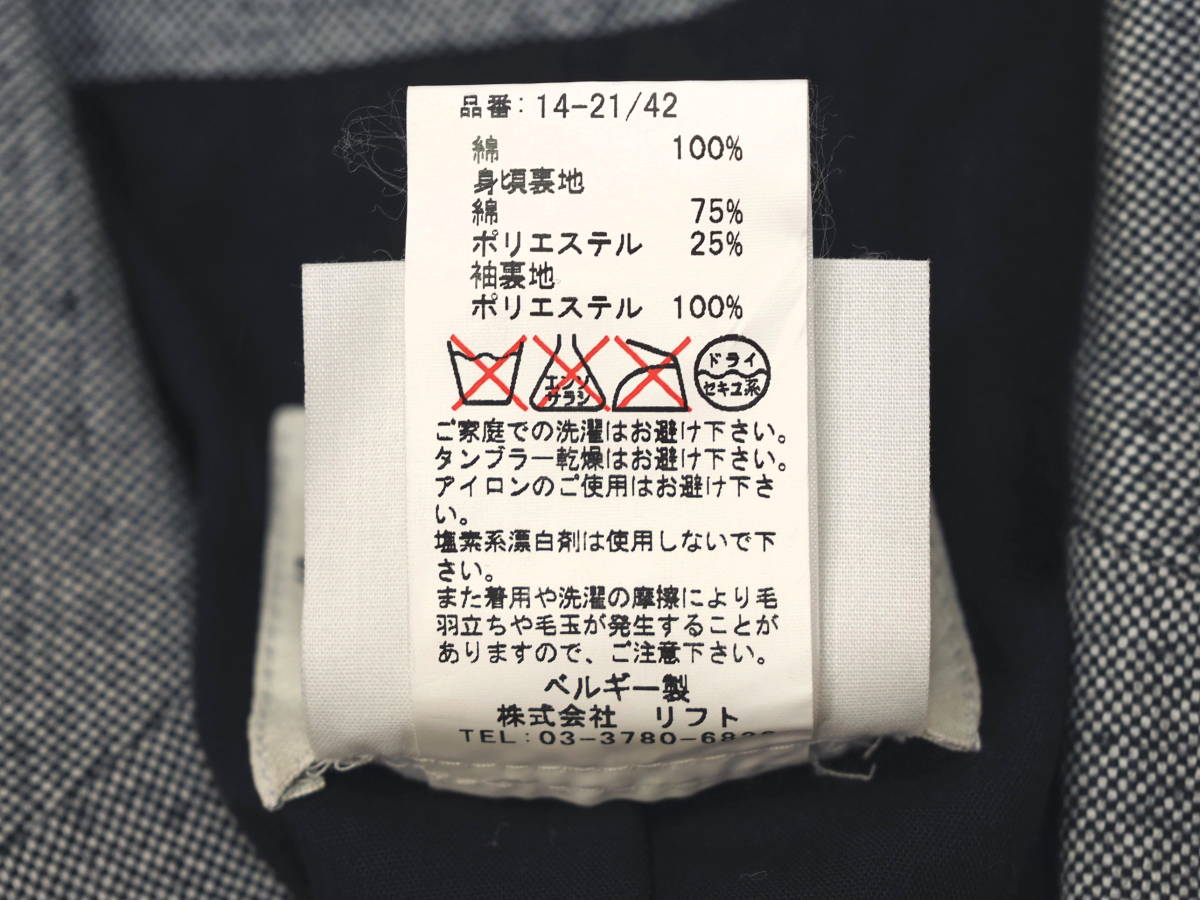 品番：14-21/42
綿 100%
身頃裏地
綿 75%
ポリエステル 25%
袖裏地
ポリエステル 100%
エンソ
サラシ
ドライ
セキユ系
ご家庭での洗濯はお避け下さい。
タンブラー乾燥はお避け下さい。
アイロンのご使用はお避け下さ
い。
塩素系漂白剤は使用しないで下
さい。
また着用や洗濯の摩擦により毛
羽立ちや毛玉が発生することが
ありますので、ご注意下さい。
ベルギー製
株式会社 リフト
TEL：03-3780-